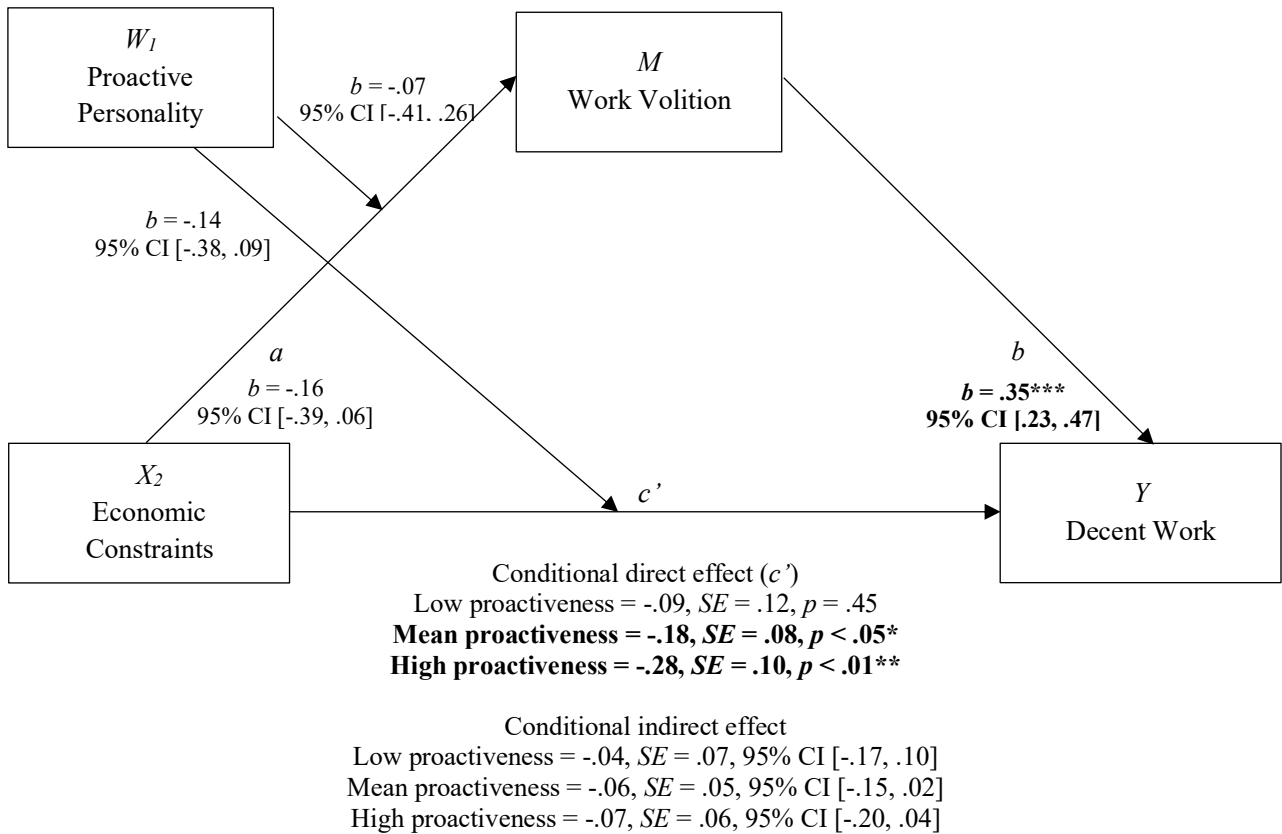 W1
Proactive
Personality
b = -.07
95% CI [-.41, .26]
M
Work Volition
b = -.14
95% CI [-.38, .09]
a
b = -.16
95% CI [-.39, .06]
b
b = .35***
95% CI [.23, .47]
X2
Economic
Constraints
c’
Y
Decent Work
Conditional direct effect (c’)
Low proactiveness = -.09, SE = .12, p = .45
Mean proactiveness = -.18, SE = .08, p < .05*
High proactiveness = -.28, SE = .10, p < .01**
Conditional indirect effect
Low proactiveness = -.04, SE = .07, 95% CI [-.17, .10]
Mean proactiveness = -.06, SE = .05, 95% CI [-.15, .02]
High proactiveness = -.07, SE = .06, 95% CI [-.20, .04]